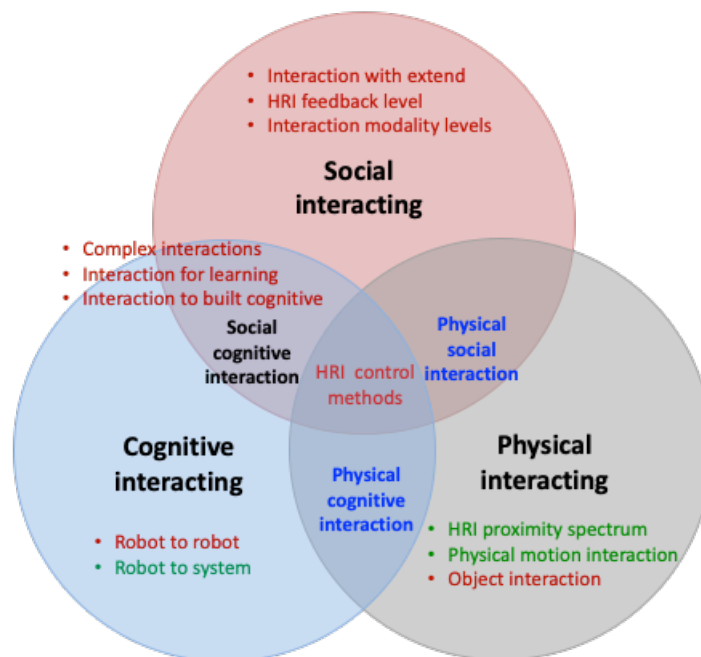 • Interaction with extend
• HRI feedback level
• Interaction modality levels
Social
interacting
• Complex interactions
• Interaction for learning
• Interaction to built cognitive
Social
cognitive
interaction
HRI control
methods
Physical
social
interaction
Cognitive
interacting
Physical
cognitive
interaction
Physical
interacting
• Robot to robot
• Robot to system
• HRI proximity spectrum
• Physical motion interaction
• Object interaction